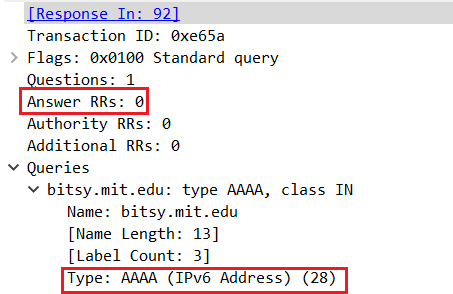 [Response In: 92]
Transaction ID: 0xe65a
Flags: 0x0100 Standard query
Questions: 1
Answer RRs: 0
Authority RRs: 0
Additional RRs: 0
Queries
bitsy.mit.edu: type AAAA, class IN
Name: bitsy.mit.edu
[Name Length: 13]
[Label Count: 3]
Type: AAAA (IPv6 Address) (28)